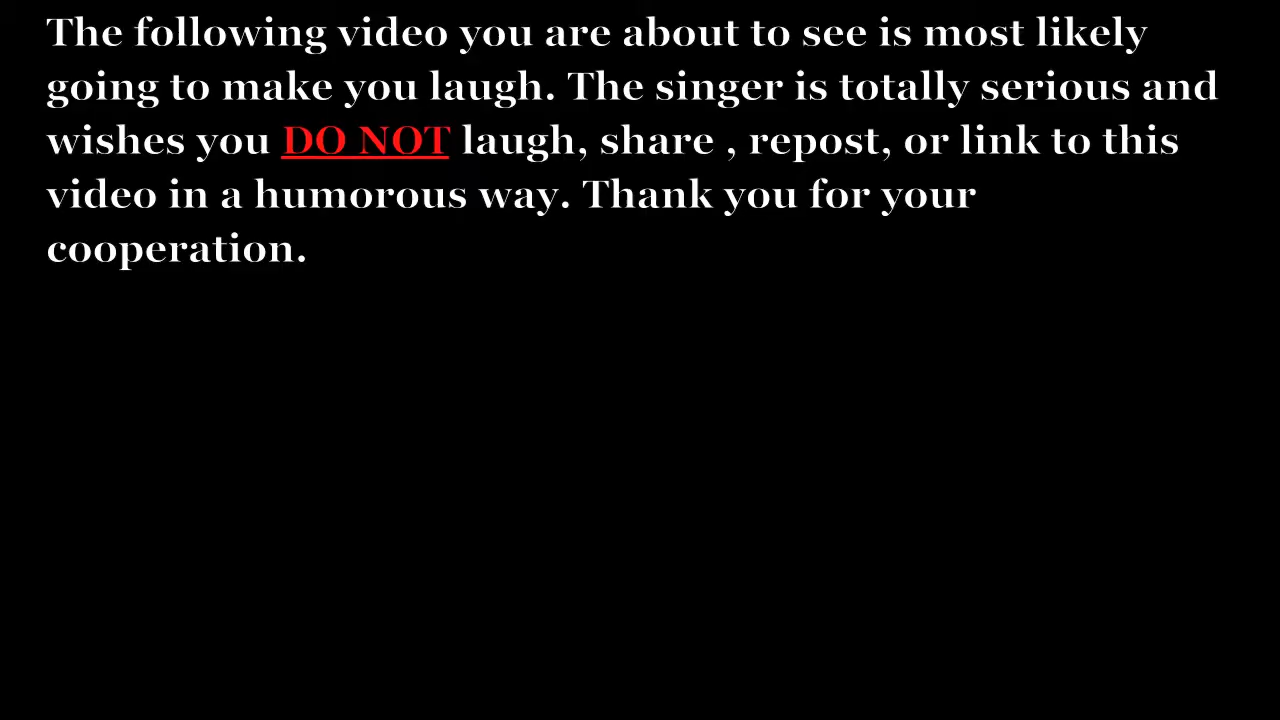 The following video you are about to see is most likely
going to make you laugh. The singer is totally serious and
wishes you DO NOT laugh, share , repost, or link to this
video in a humorous way. Thank you for your
cooperation.